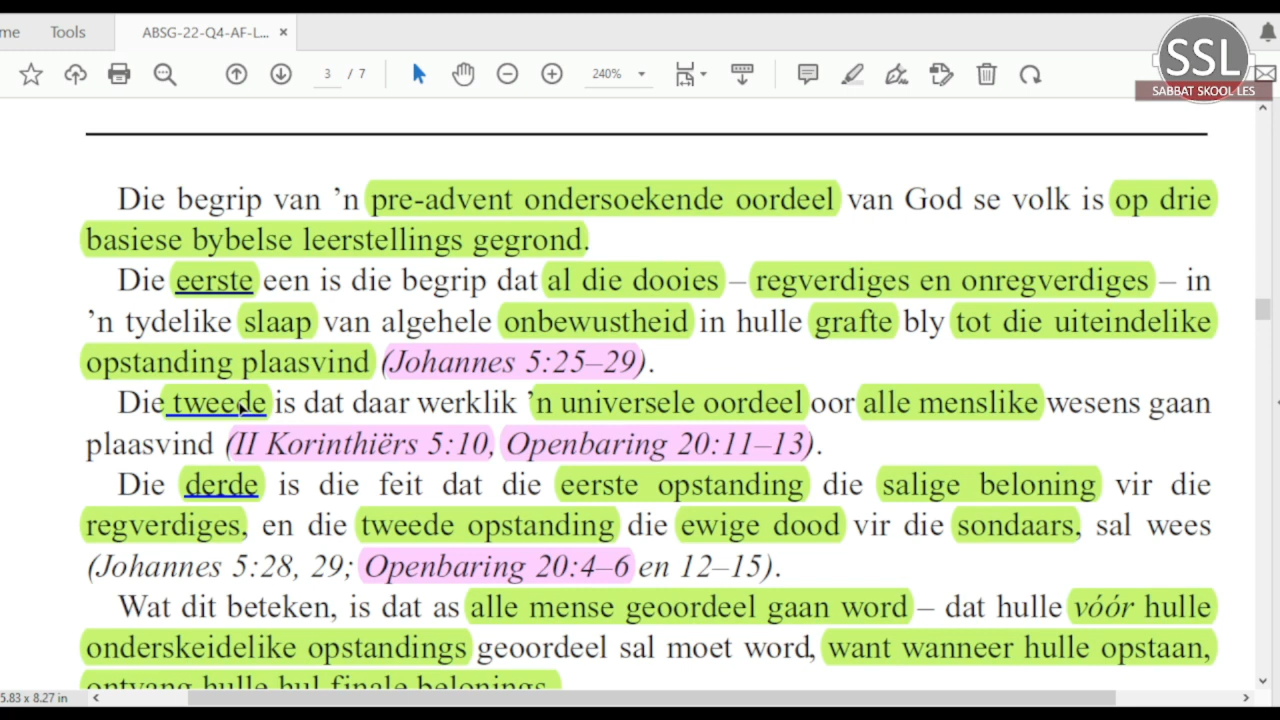 me Tools ABSG-22-Q4-AF-L... ×
SSL
SABBAT SKOOL LES
3 / 7 240%
Die begrip van ’n pre-advent ondersoekende oordeel van God se volk is op drie
basiese bybelse leerstellings gegrond.
Die eerste een is die begrip dat al die dooies – regverdiges en onregverdiges – in
’n tydelike slaap van algehele onbewustheid in hulle grafte bly tot die uiteindelike
opstanding plaasvind (Johannes 5:25–29).
Die tweede is dat daar werklik ’n universele oordeel oor alle menslike wesens gaan
plaasvind (II Korinthiërs 5:10, Openbaring 20:11–13).
Die derde is die feit dat die eerste opstanding die salige beloning vir die
regverdiges, en die tweede opstanding die ewige dood vir die sondaars, sal wees
(Johannes 5:28, 29; Openbaring 20:4–6 en 12–15).
Wat dit beteken, is dat as alle mense geoordeel gaan word – dat hulle vóór hulle
onderskeidelike opstandings geoordeel sal moet word, want wanneer hulle opstaan,
ontvang hulle hul finale belonings.
5.83 x 8.27 in